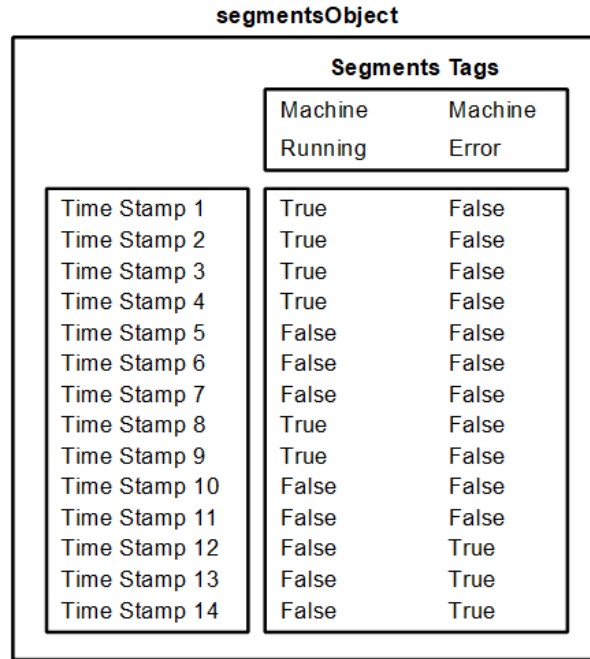 segmentsObject
Segments Tags
Machine Machine
Running Error
Time Stamp 1 True False
Time Stamp 2 True False
Time Stamp 3 True False
Time Stamp 4 True False
Time Stamp 5 False False
Time Stamp 6 False False
Time Stamp 7 False False
Time Stamp 8 True False
Time Stamp 9 True False
Time Stamp 10 False False
Time Stamp 11 False False
Time Stamp 12 False True
Time Stamp 13 False True
Time Stamp 14 False True